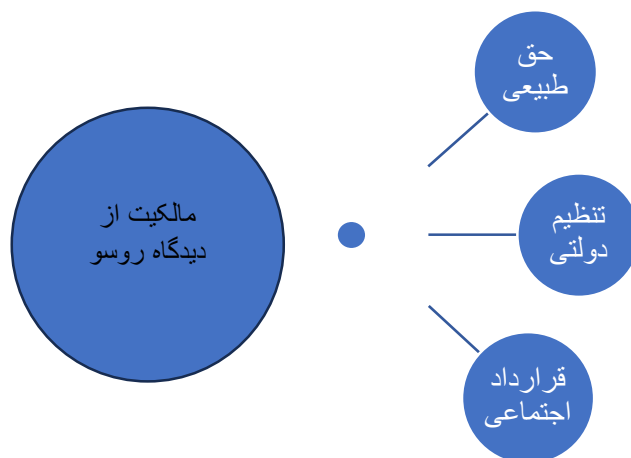 مالکیت از
دیدگاه روسو
حق
طبیعی
تنظیم
دولتی
قرارداد
اجتماعی